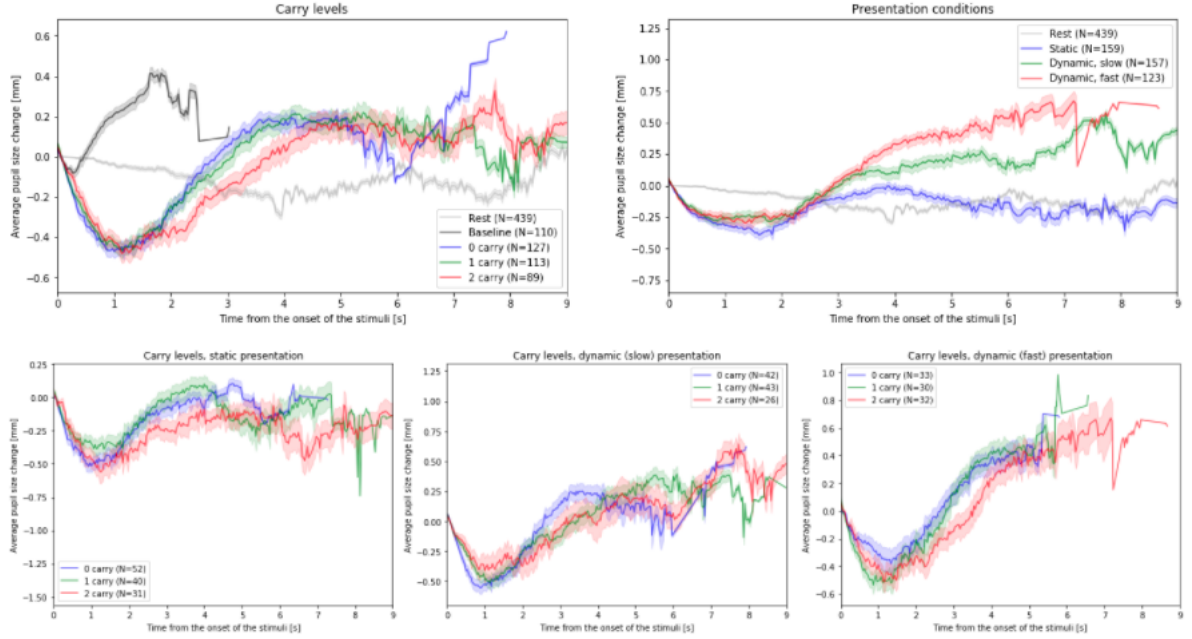 Carry levels
Average pupil size change [mm]
0.6
0.4
0.2
0.0
−0.2
−0.4
−0.6
Rest (N=439)
Baseline (N=110)
0 carry (N=127)
1 carry (N=113)
2 carry (N=89)
0 1 2 3 4 5 6 7 8 9
Time from the onset of the stimuli [s]
Presentation conditions
Average pupil size change [mm]
1.25
1.00
0.75
0.50
0.25
0.00
−0.25
−0.50
−0.75
Rest (N=439)
Static (N=159)
Dynamic, slow (N=157)
Dynamic, fast (N=123)
0 1 2 3 4 5 6 7 8 9
Time from the onset of the stimuli [s]
Carry levels, static presentation
Average pupil size change [mm]
0.25
0.00
−0.25
−0.50
−0.75
−1.00
−1.25
−1.50
0 carry (N=52)
1 carry (N=40)
2 carry (N=31)
0 1 2 3 4 5 6 7 8 9
Time from the onset of the stimuli [s]
Carry levels, dynamic (slow) presentation
Average pupil size change [mm]
1.25
1.00
0.75
0.50
0.25
0.00
−0.25
−0.50
0 carry (N=42)
1 carry (N=43)
2 carry (N=26)
0 1 2 3 4 5 6 7 8 9
Time from the onset of the stimuli [s]
Carry levels, dynamic (fast) presentation
Average pupil size change [mm]
1.0
0.8
0.6
0.4
0.2
0.0
−0.2
−0.4
−0.6
0 carry (N=33)
1 carry (N=30)
2 carry (N=32)
0 1 2 3 4 5 6 7 8 9
Time from the onset of the stimuli [s]